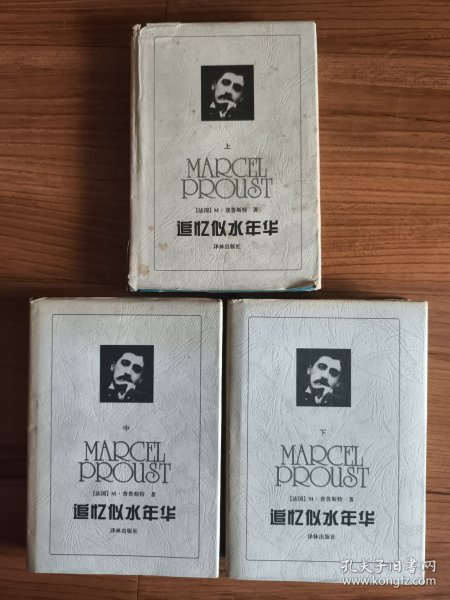 上
MARCEL
PROUST
［法国］M·普鲁斯特 著
追忆似水年华
译林出版社
中
MARCEL
PROUST
［法国］M·普鲁斯特 著
追忆似水年华
译林出版社
下
MARCEL
PROUST
［法国］M·普鲁斯特 著
追忆似水年华
译林出版社
孔夫子旧书网
www.kongfz.com